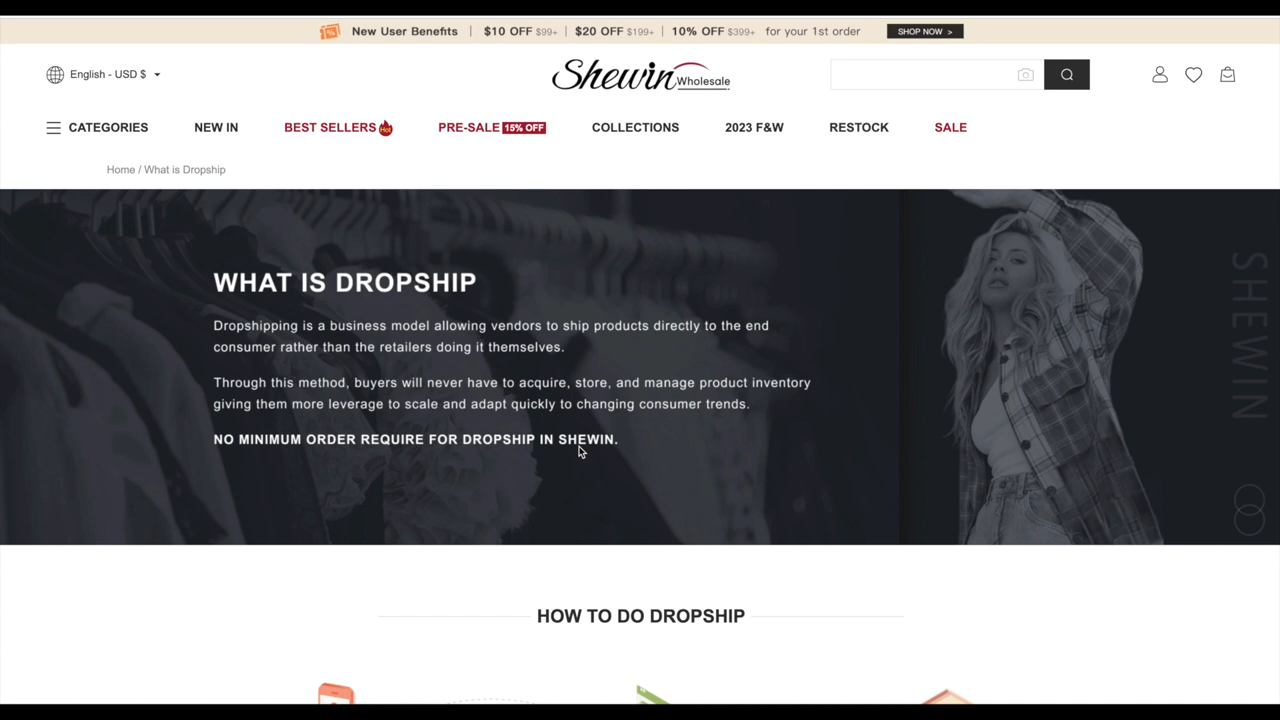 New User Benefits | $10 OFF $99+ | $20 OFF $199+ | 10% OFF $399+ for your 1st order SHOP NOW >
English - USD $
Shewin Wholesale
CATEGORIES NEW IN BEST SELLERS Hot PRE-SALE 15% OFF COLLECTIONS 2023 F&W RESTOCK SALE
Home / What is Dropship
WHAT IS DROPSHIP
Dropshipping is a business model allowing vendors to ship products directly to the end
consumer rather than the retailers doing it themselves.
Through this method, buyers will never have to acquire, store, and manage product inventory
giving them more leverage to scale and adapt quickly to changing consumer trends.
NO MINIMUM ORDER REQUIRE FOR DROPSHIP IN SHEWIN.
SHEWIN
HOW TO DO DROPSHIP